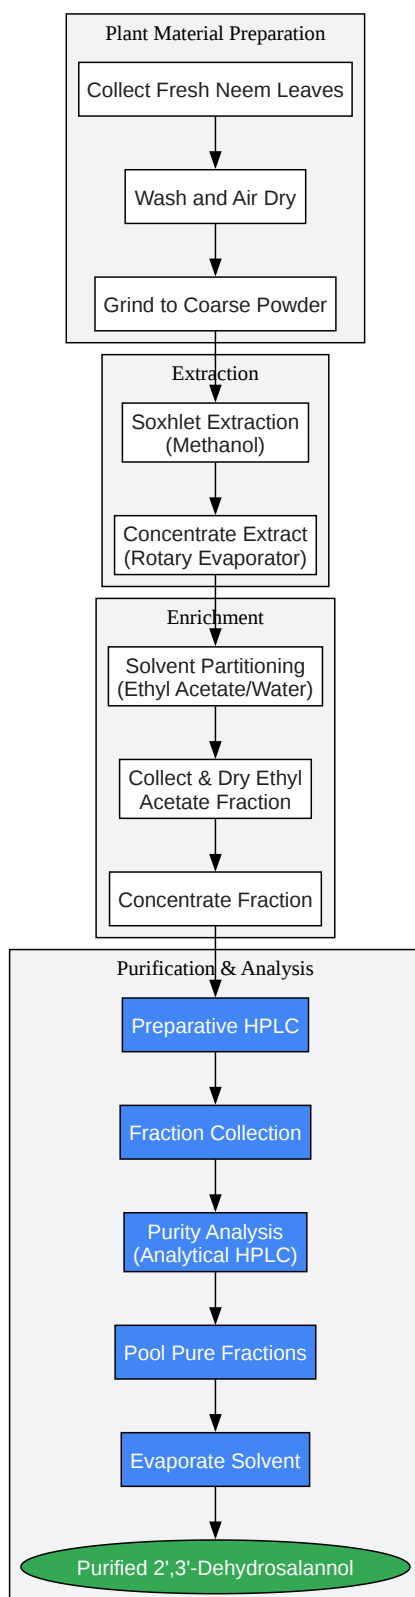 Plant Material Preparation
Collect Fresh Neem Leaves
Wash and Air Dry
Grind to Coarse Powder
Extraction
Soxhlet Extraction
(Methanol)
Concentrate Extract
(Rotary Evaporator)
Enrichment
Solvent Partitioning
(Ethyl Acetate/Water)
Collect & Dry Ethyl
Acetate Fraction
Concentrate Fraction
Purification & Analysis
Preparative HPLC
Fraction Collection
Purity Analysis
(Analytical HPLC)
Pool Pure Fractions
Evaporate Solvent
Purified 2',3'-Dehydrosalannol